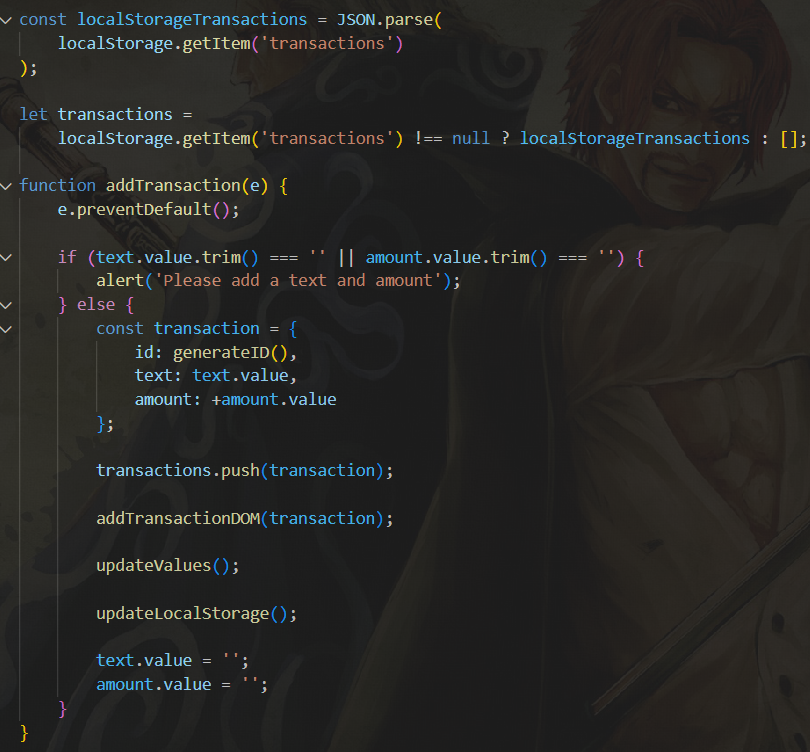 const localStorageTransactions = JSON.parse(
    localStorage.getItem('transactions')
);
let transactions =
    localStorage.getItem('transactions') !== null ? localStorageTransactions : [];
function addTransaction(e) {
    e.preventDefault();
    if (text.value.trim() === '' || amount.value.trim() === '') {
        alert('Please add a text and amount');
    } else {
        const transaction = {
            id: generateID(),
            text: text.value,
            amount: +amount.value
        };
        transactions.push(transaction);
        addTransactionDOM(transaction);
        updateValues();
        updateLocalStorage();
        text.value = '';
        amount.value = '';
    }
}